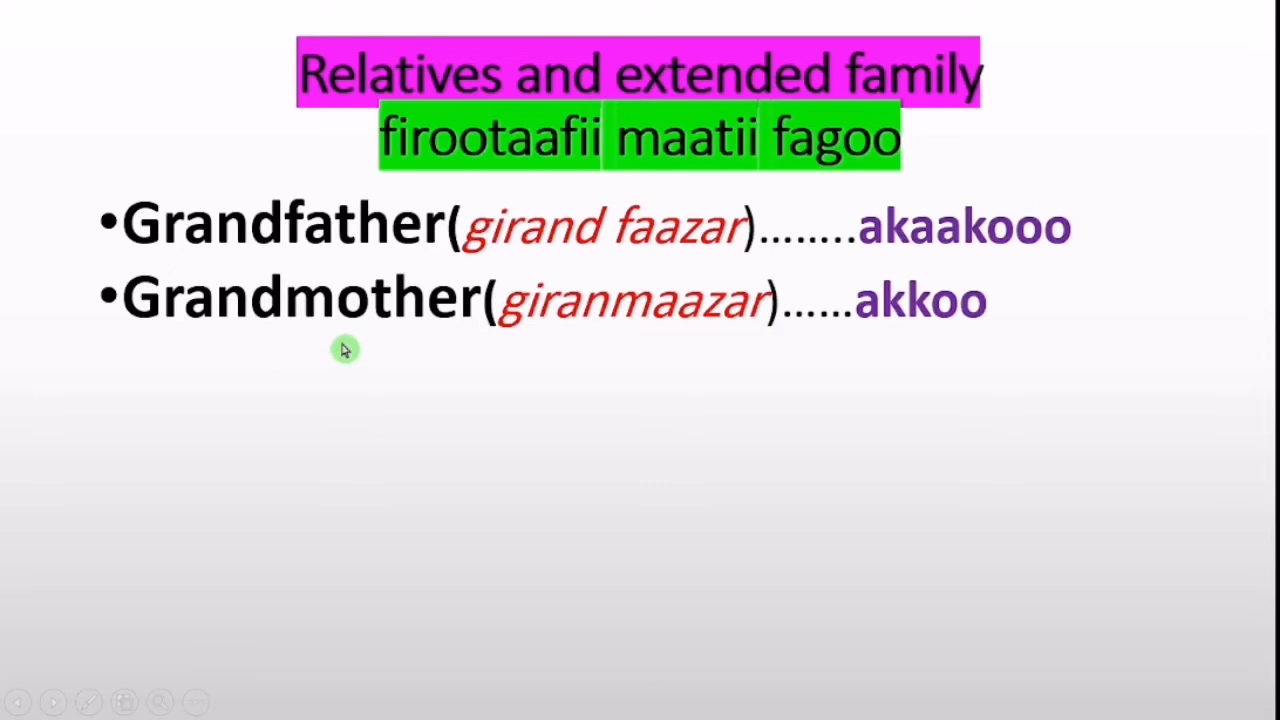 Relatives and extended family
firootaafii maatii fagoo
•Grandfather(girand faazar)……..akaakooo
•Grandmother(giranmaazar)……akkoo